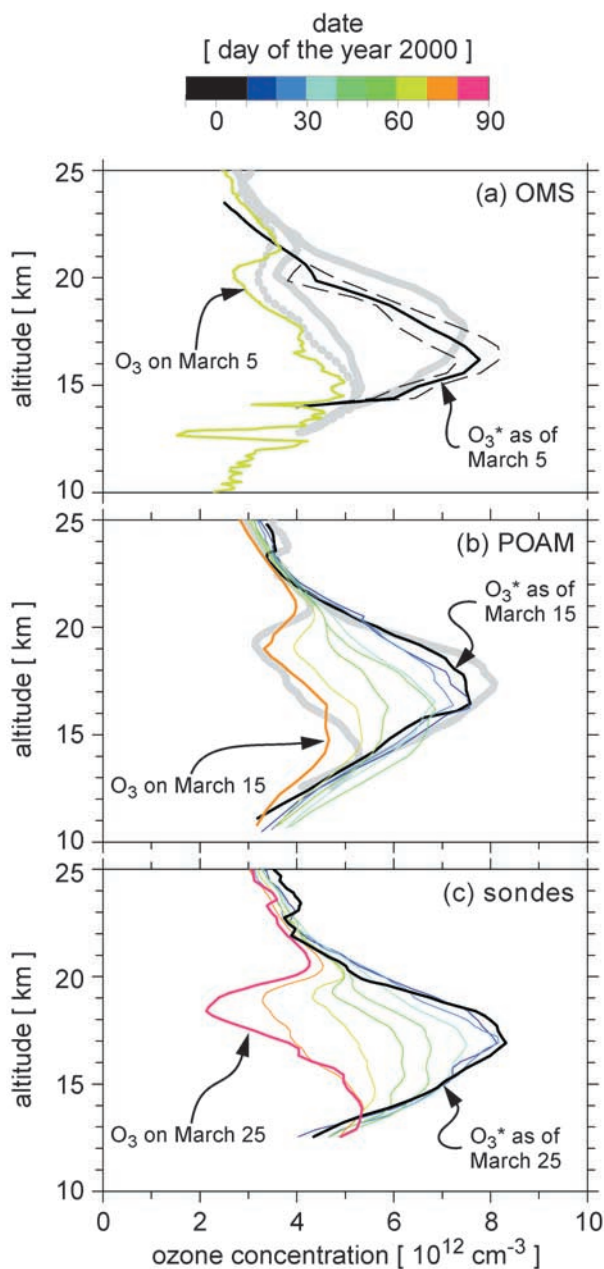 date
[ day of the year 2000 ]
0 30 60 90
(a) OMS
25
20
15
10
altitude [ km ]
O₃ on March 5
O₃* as of
March 5
(b) POAM
25
20
15
10
altitude [ km ]
O₃* as of
March 15
O₃ on March 15
(c) sondes
25
20
15
10
altitude [ km ]
O₃ on March 25
O₃* as of
March 25
0 2 4 6 8 10
ozone concentration [ 10¹² cm⁻³ ]